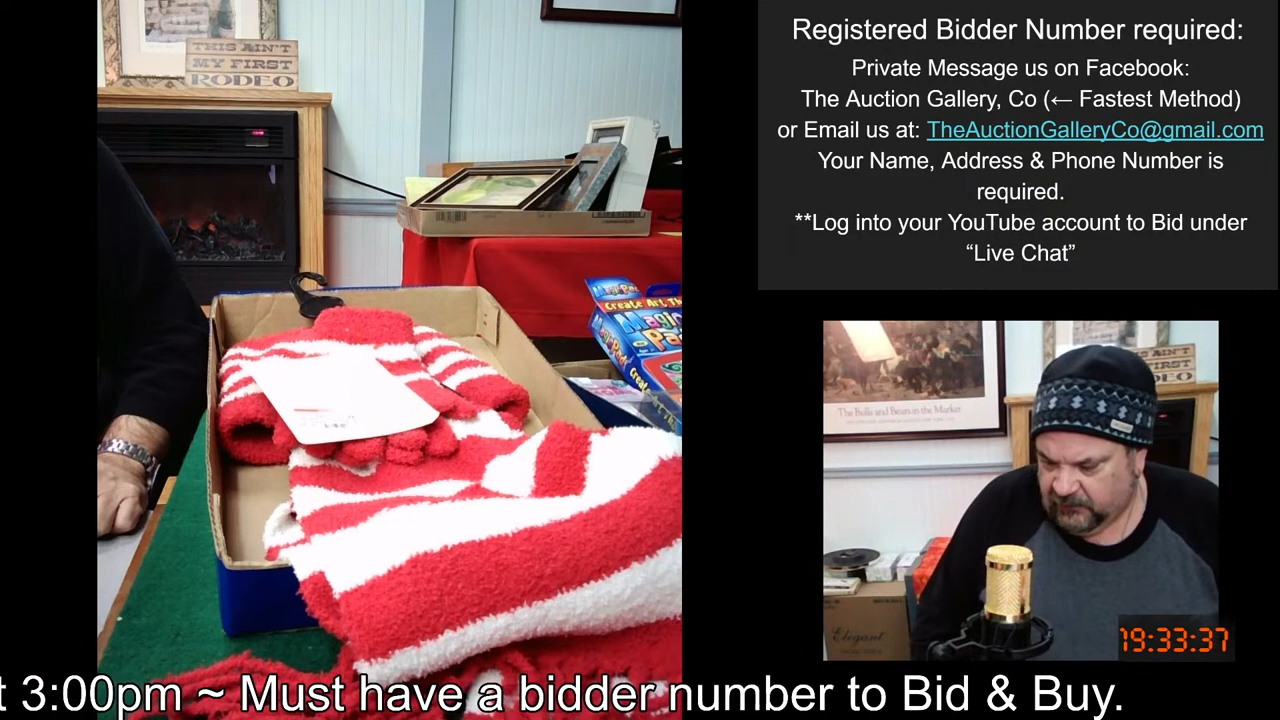 Registered Bidder Number required:
Private Message us on Facebook:
The Auction Gallery, Co (← Fastest Method)
or Email us at: TheAuctionGalleryCo@gmail.com
Your Name, Address & Phone Number is
required.
**Log into your YouTube account to Bid under
“Live Chat”
THIS AIN'T
MY FIRST
RODEO
Create Art Th
Magic
Pa
The Bulls and Bears in the Market
AIN'T
RODEO
Elegant
19:33:37
t 3:00pm ~ Must have a bidder number to Bid & Buy.